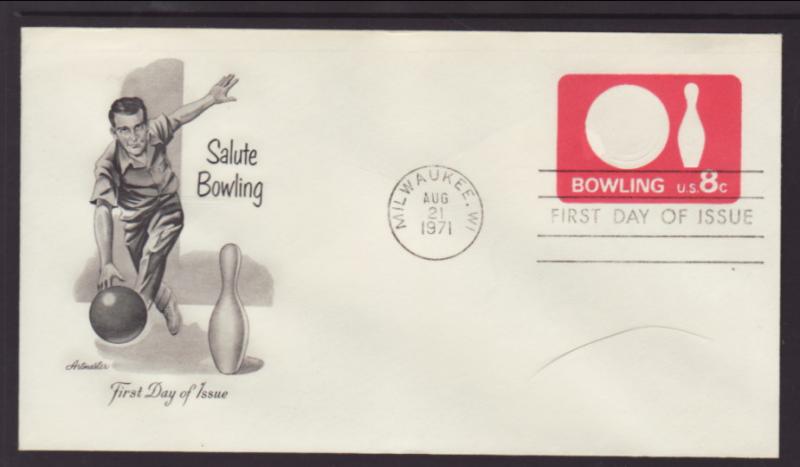 Salute
Bowling
Artmaster
First Day of Issue
MILWAUKEE, WI
AUG
21
1971
BOWLING U.S. 8c
FIRST DAY OF ISSUE